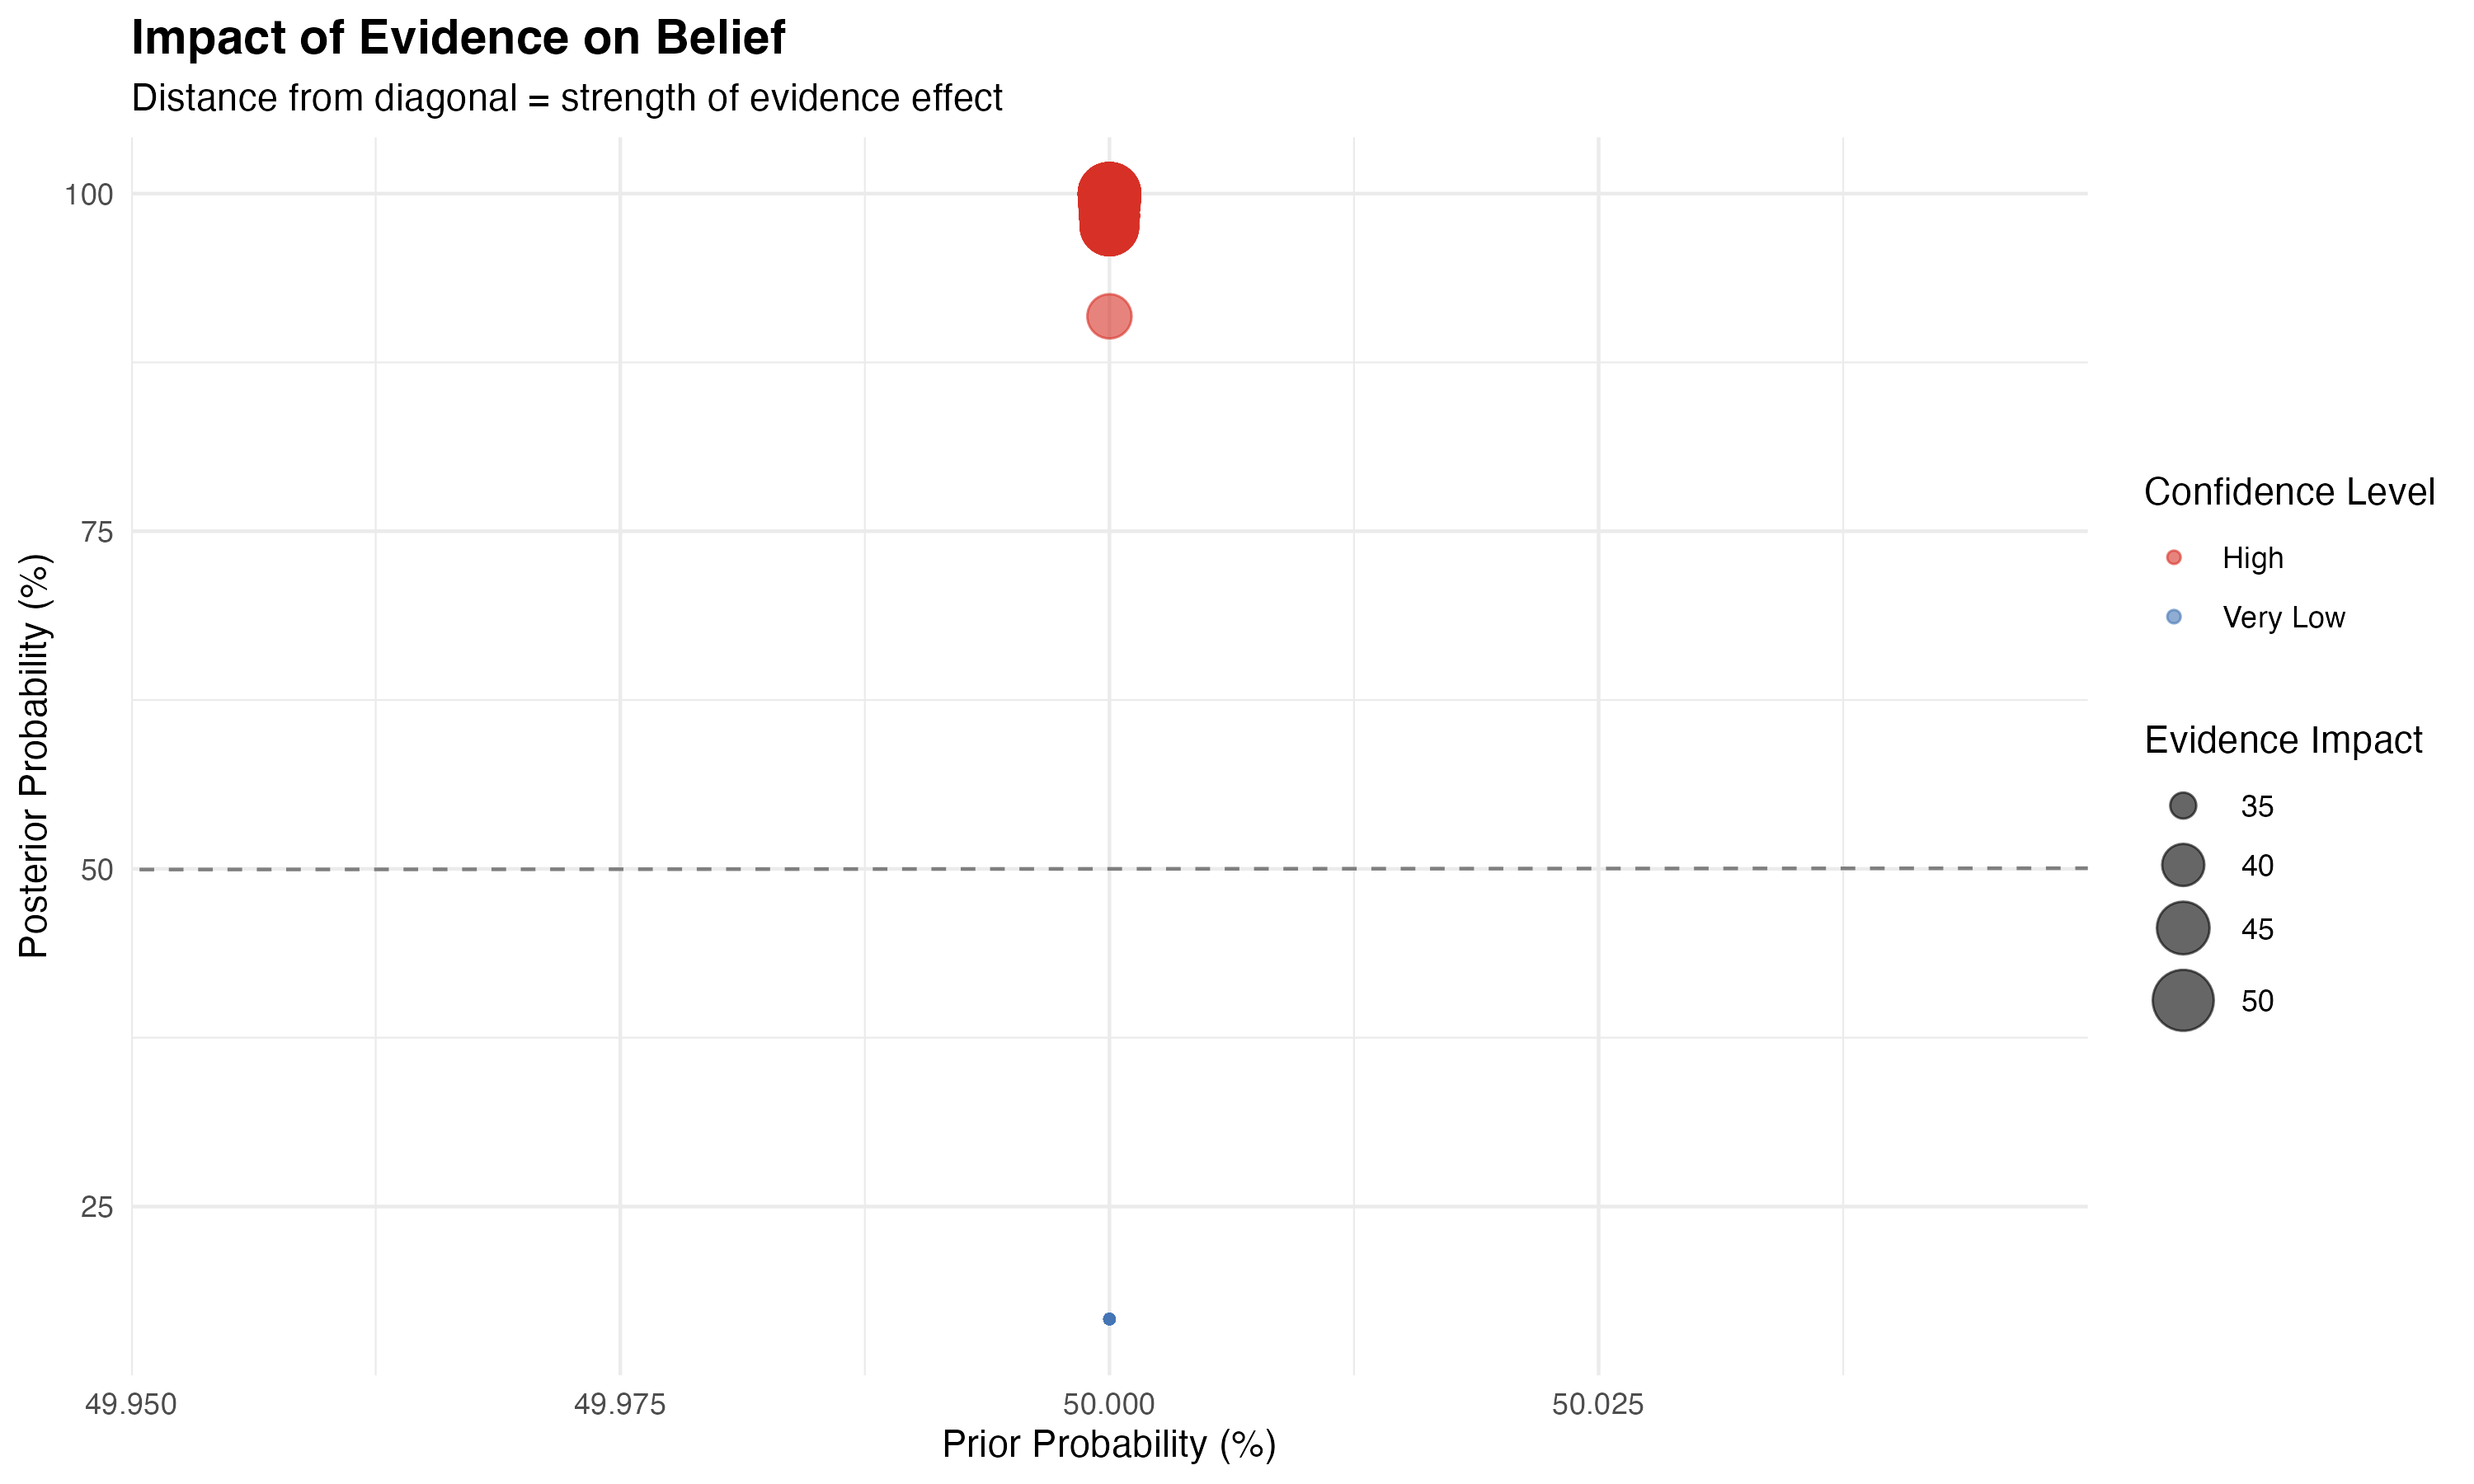 Impact of Evidence on Belief
Distance from diagonal = strength of evidence effect
Posterior Probability (%)
100
75
50
25
49.950
49.975
50.000
50.025
Prior Probability (%)
Confidence Level
High
Very Low
Evidence Impact
35
40
45
50